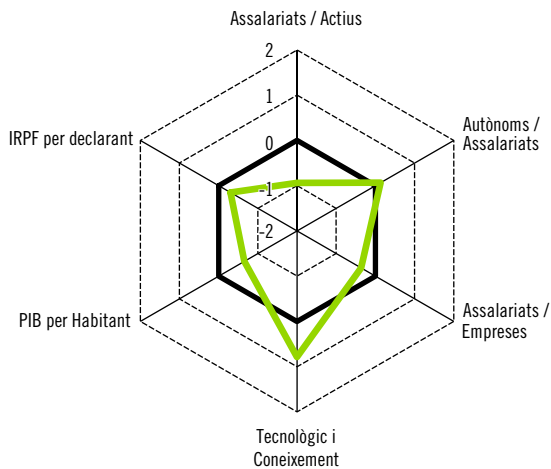 Assalariats / Actius
2
1
0
-1
-2
Autònoms /
Assalariats
IRPF per declarant
Assalariats /
Empreses
PIB per Habitant
Tecnològic i
Coneixement